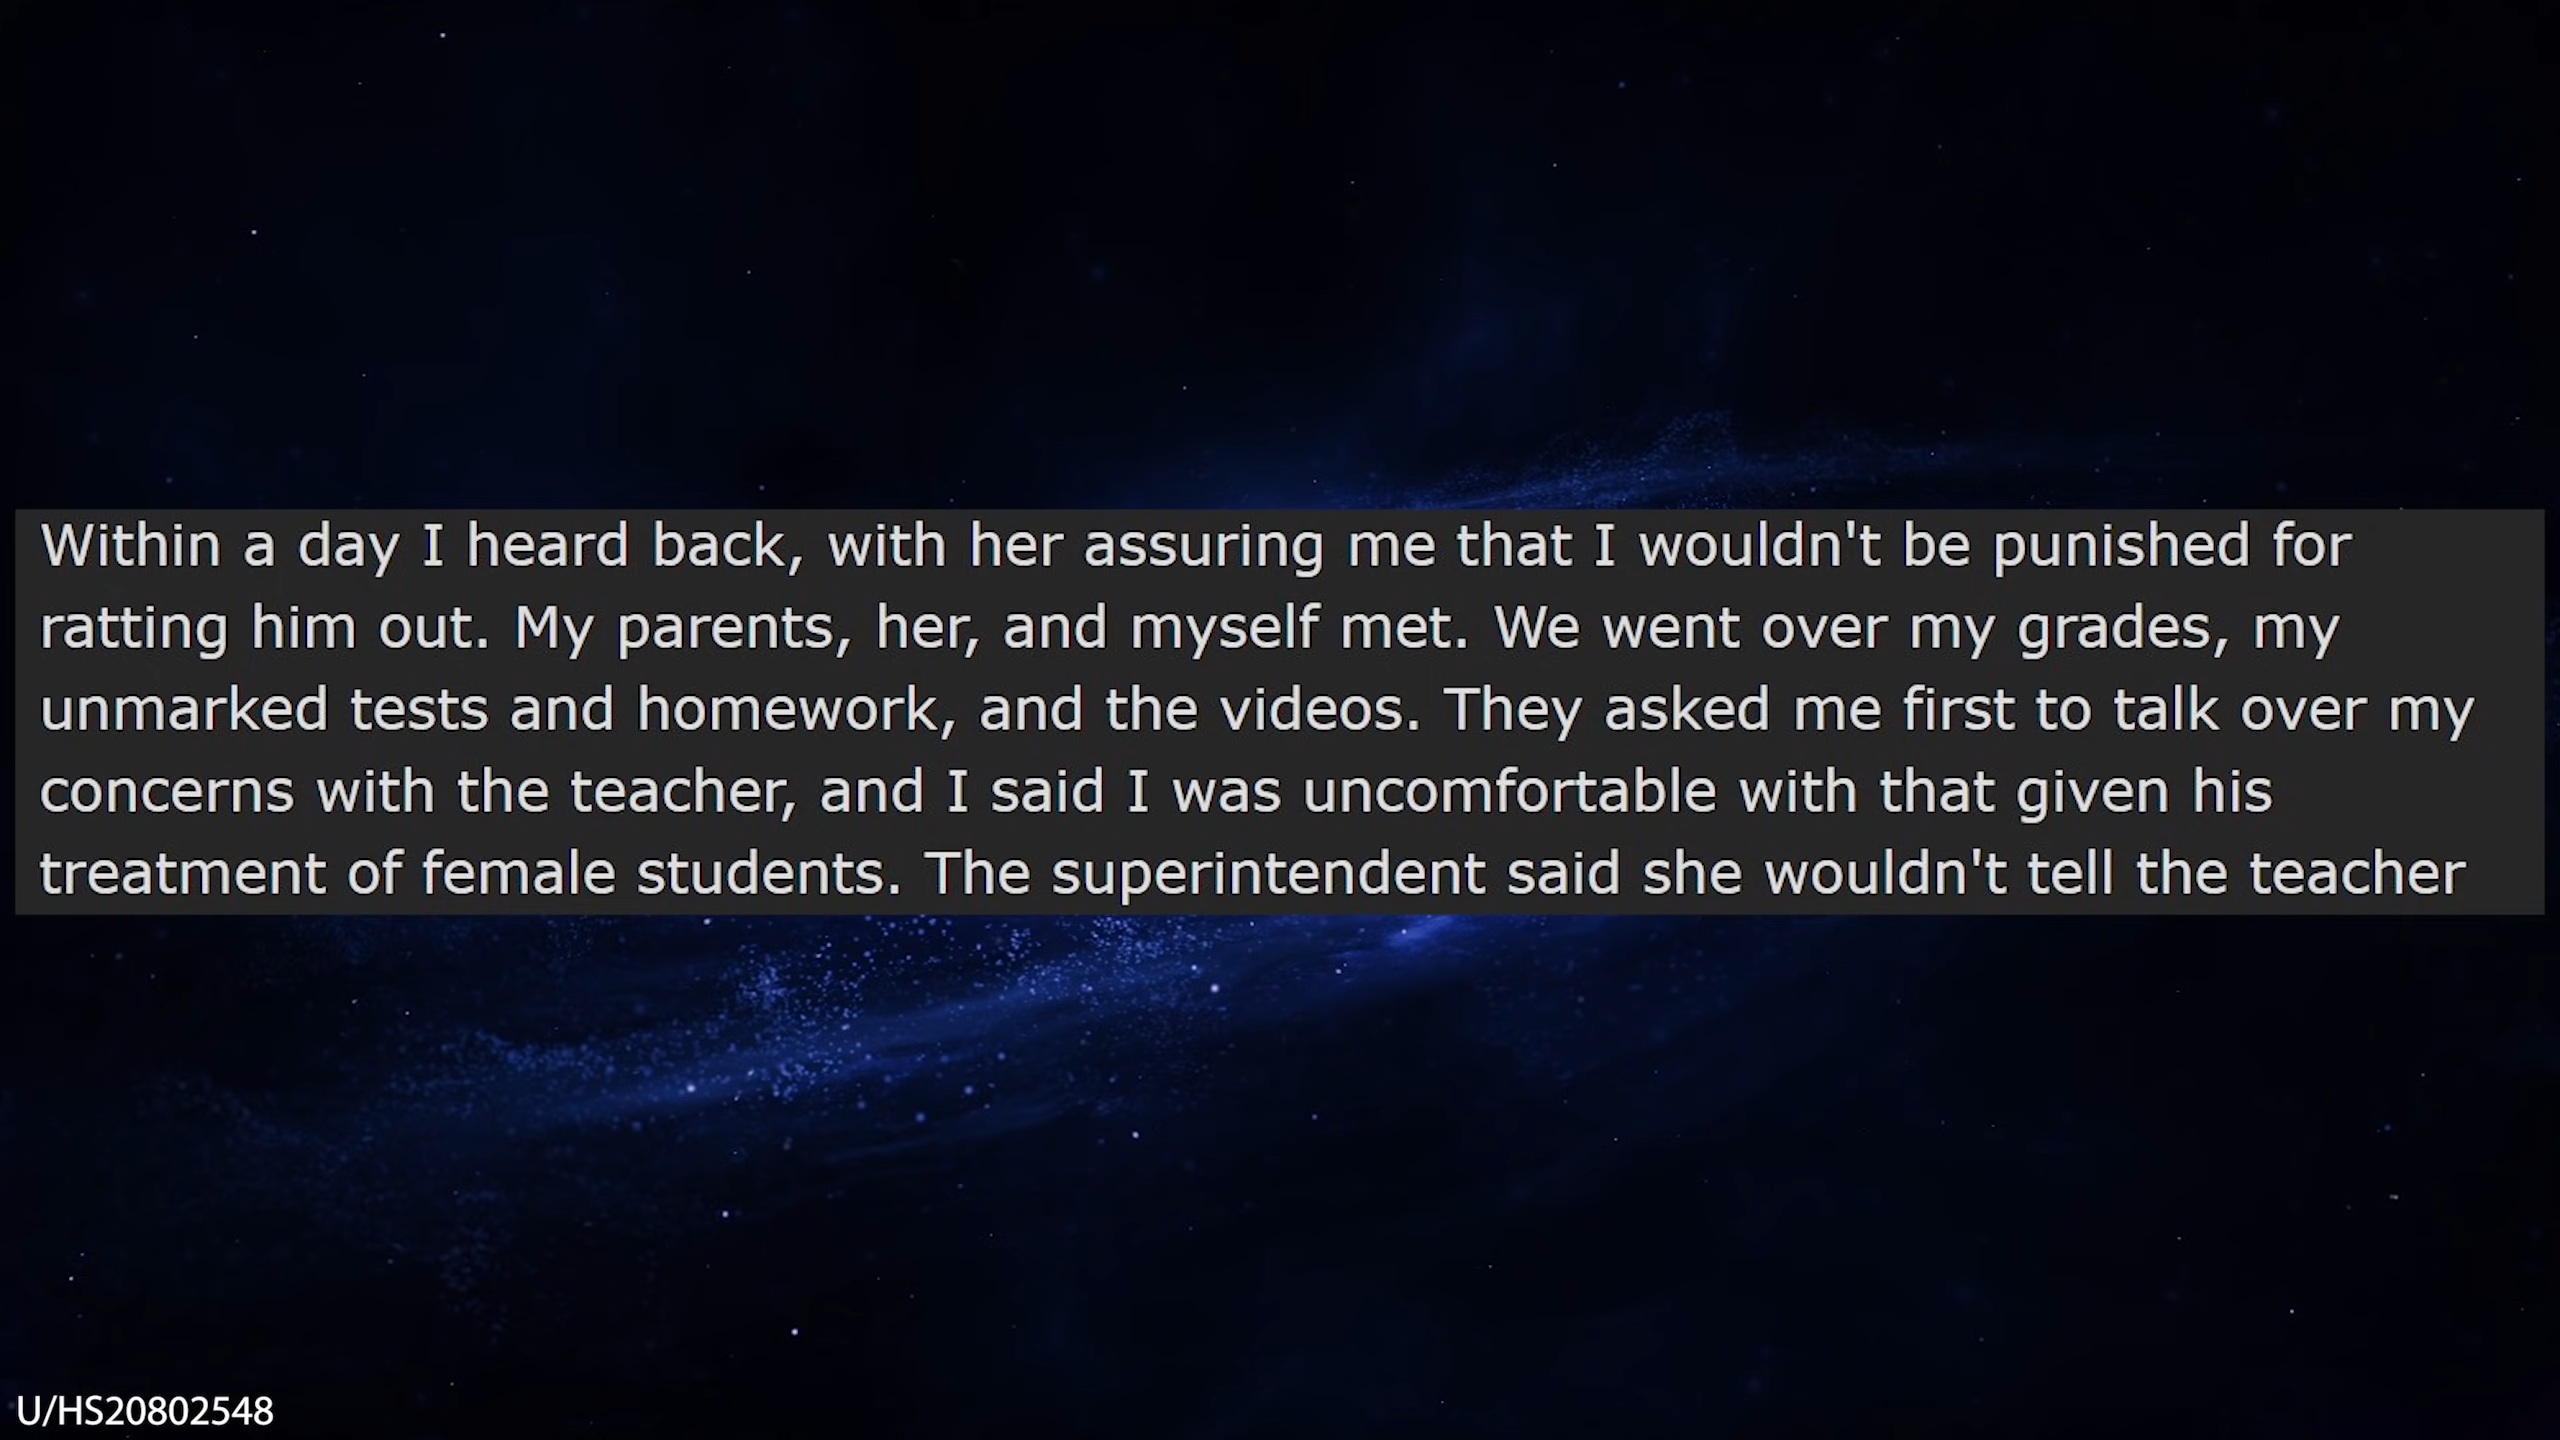 Within a day I heard back, with her assuring me that I wouldn't be punished for
ratting him out. My parents, her, and myself met. We went over my grades, my
unmarked tests and homework, and the videos. They asked me first to talk over my
concerns with the teacher, and I said I was uncomfortable with that given his
treatment of female students. The superintendent said she wouldn't tell the teacher
U/HS20802548